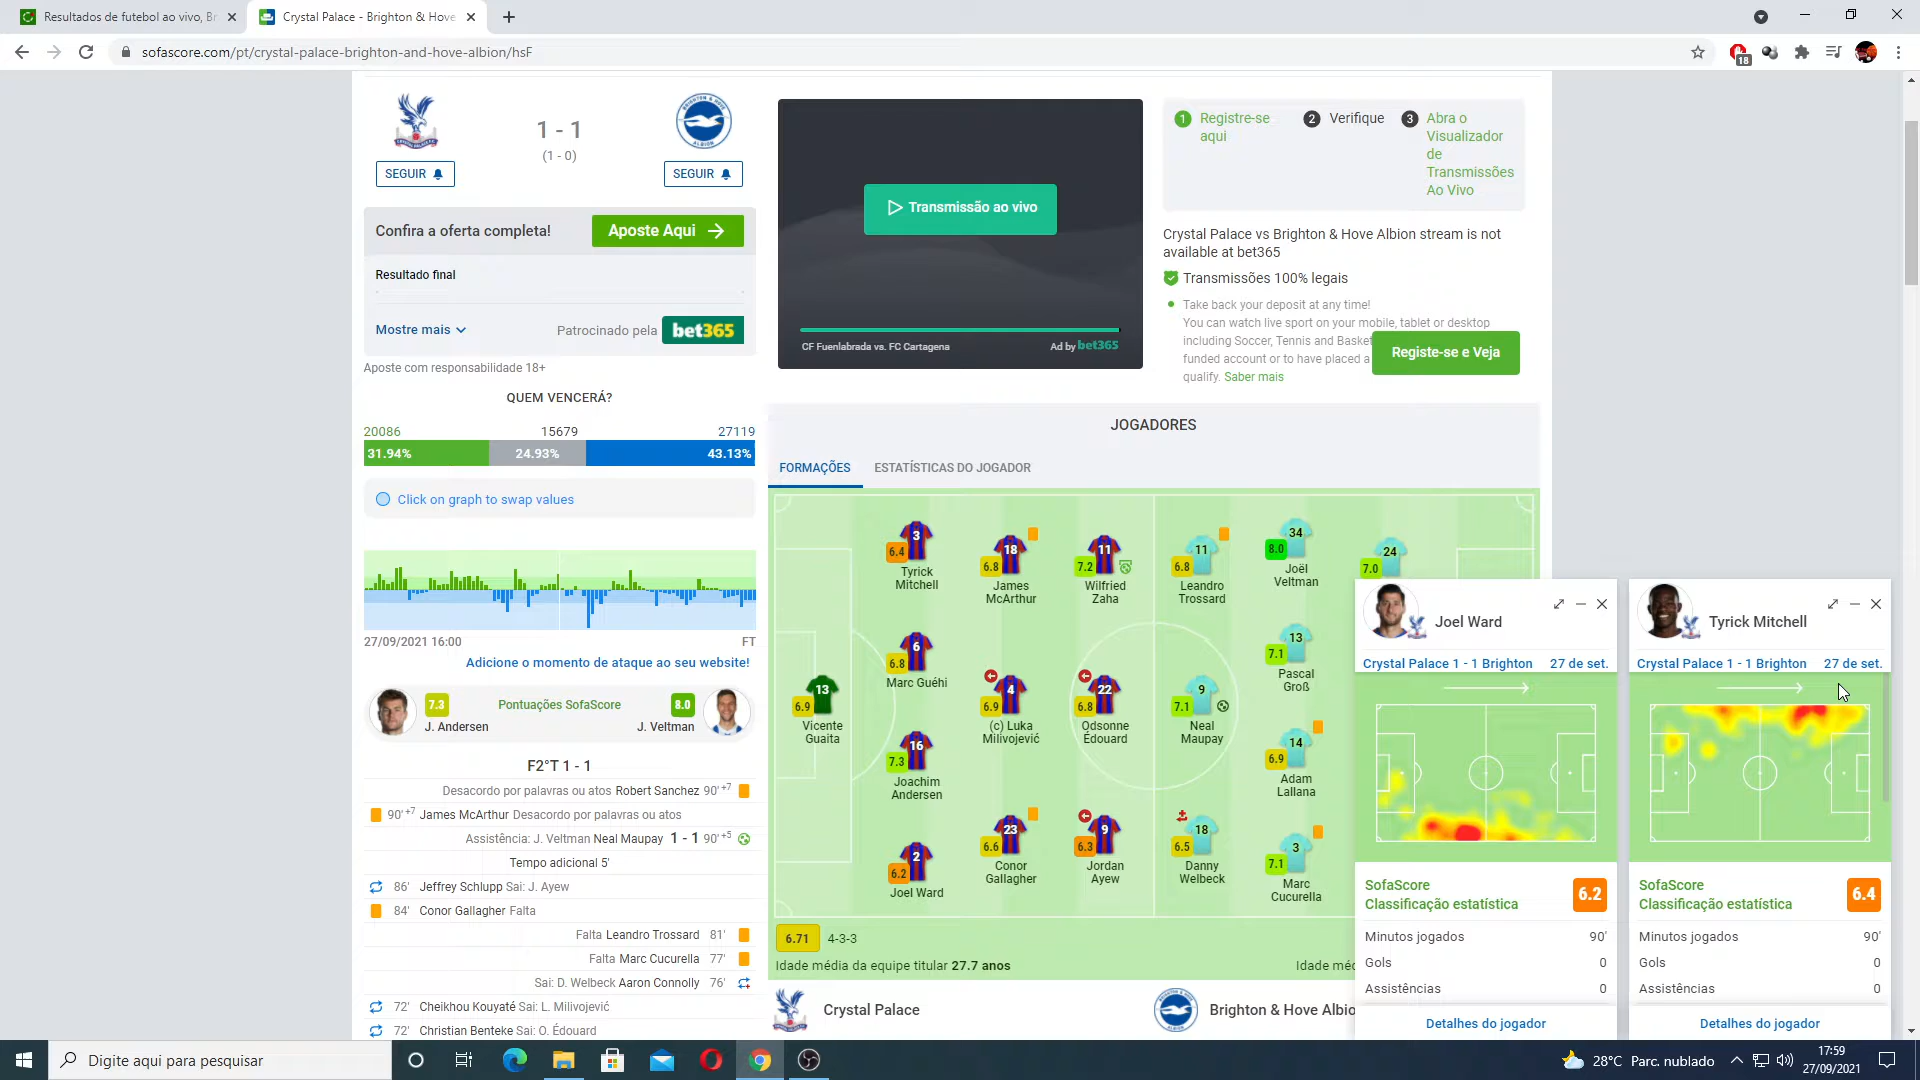 Resultados de futebol ao vivo, Br
Crystal Palace - Brighton & Hove
sofascore.com/pt/crystal-palace-brighton-and-hove-albion/hsF
18
1 - 1
(1 - 0)
SEGUIR
SEGUIR
Confira a oferta completa!
Aposte Aqui
Resultado final
Mostre mais
Patrocinado pela
bet365
Aposte com responsabilidade 18+
QUEM VENCERÁ?
20086 15679 27119
31.94% 24.93% 43.13%
Click on graph to swap values
27/09/2021 16:00 FT
Adicione o momento de ataque ao seu website!
7.3 Pontuações SofaScore 8.0
J. Andersen J. Veltman
F2°T 1 - 1
Desacordo por palavras ou atos Robert Sanchez 90'+7
90'+7 James McArthur Desacordo por palavras ou atos
Assistência: J. Veltman Neal Maupay 1 - 1 90'+5
Tempo adicional 5'
86' Jeffrey Schlupp Sai: J. Ayew
84' Conor Gallagher Falta
Falta Leandro Trossard 81'
Falta Marc Cucurella 77'
Sai: D. Welbeck Aaron Connolly 76'
72' Cheikhou Kouyaté Sai: L. Milivojević
72' Christian Benteke Sai: O. Édouard
Transmissão ao vivo
CF Fuenlabrada vs. FC Cartagena
Ad by bet365
1 Registre-se
aqui
2 Verifique
3 Abra o
Visualizador
de
Transmissões
Ao Vivo
Crystal Palace vs Brighton & Hove Albion stream is not
available at bet365
Transmissões 100% legais
Take back your deposit at any time!
You can watch live sport on your mobile, tablet or desktop
including Soccer, Tennis and Basket
funded account or to have placed a
qualify. Saber mais
Registe-se e Veja
JOGADORES
FORMAÇÕES ESTATÍSTICAS DO JOGADOR
13
6.9
Vicente
Guaita
3
6.4
Tyrick
Mitchell
6
6.8
Marc Guéhi
16
7.3
Joachim
Andersen
2
6.2
Joel Ward
18
6.8
James
McArthur
4
6.9
(c) Luka
Milivojević
23
6.6
Conor
Gallagher
11
7.2
Wilfried
Zaha
22
6.8
Odsonne
Édouard
9
6.3
Jordan
Ayew
11
6.8
Leandro
Trossard
9
7.1
Neal
Maupay
18
6.5
Danny
Welbeck
34
8.0
Joël
Veltman
13
7.1
Pascal
Groß
14
6.9
Adam
Lallana
3
7.1
Marc
Cucurella
24
7.0
6.71 4-3-3
Idade média da equipe titular 27.7 anos
Idade méd
Crystal Palace
Brighton & Hove Albio
Joel Ward
Crystal Palace 1 - 1 Brighton 27 de set.
SofaScore
Classificação estatística
6.2
Minutos jogados 90'
Gols 0
Assistências 0
Detalhes do jogador
Tyrick Mitchell
Crystal Palace 1 - 1 Brighton 27 de set.
SofaScore
Classificação estatística
6.4
Minutos jogados 90'
Gols 0
Assistências 0
Detalhes do jogador
Digite aqui para pesquisar
28°C Parc. nublado
17:59
27/09/2021